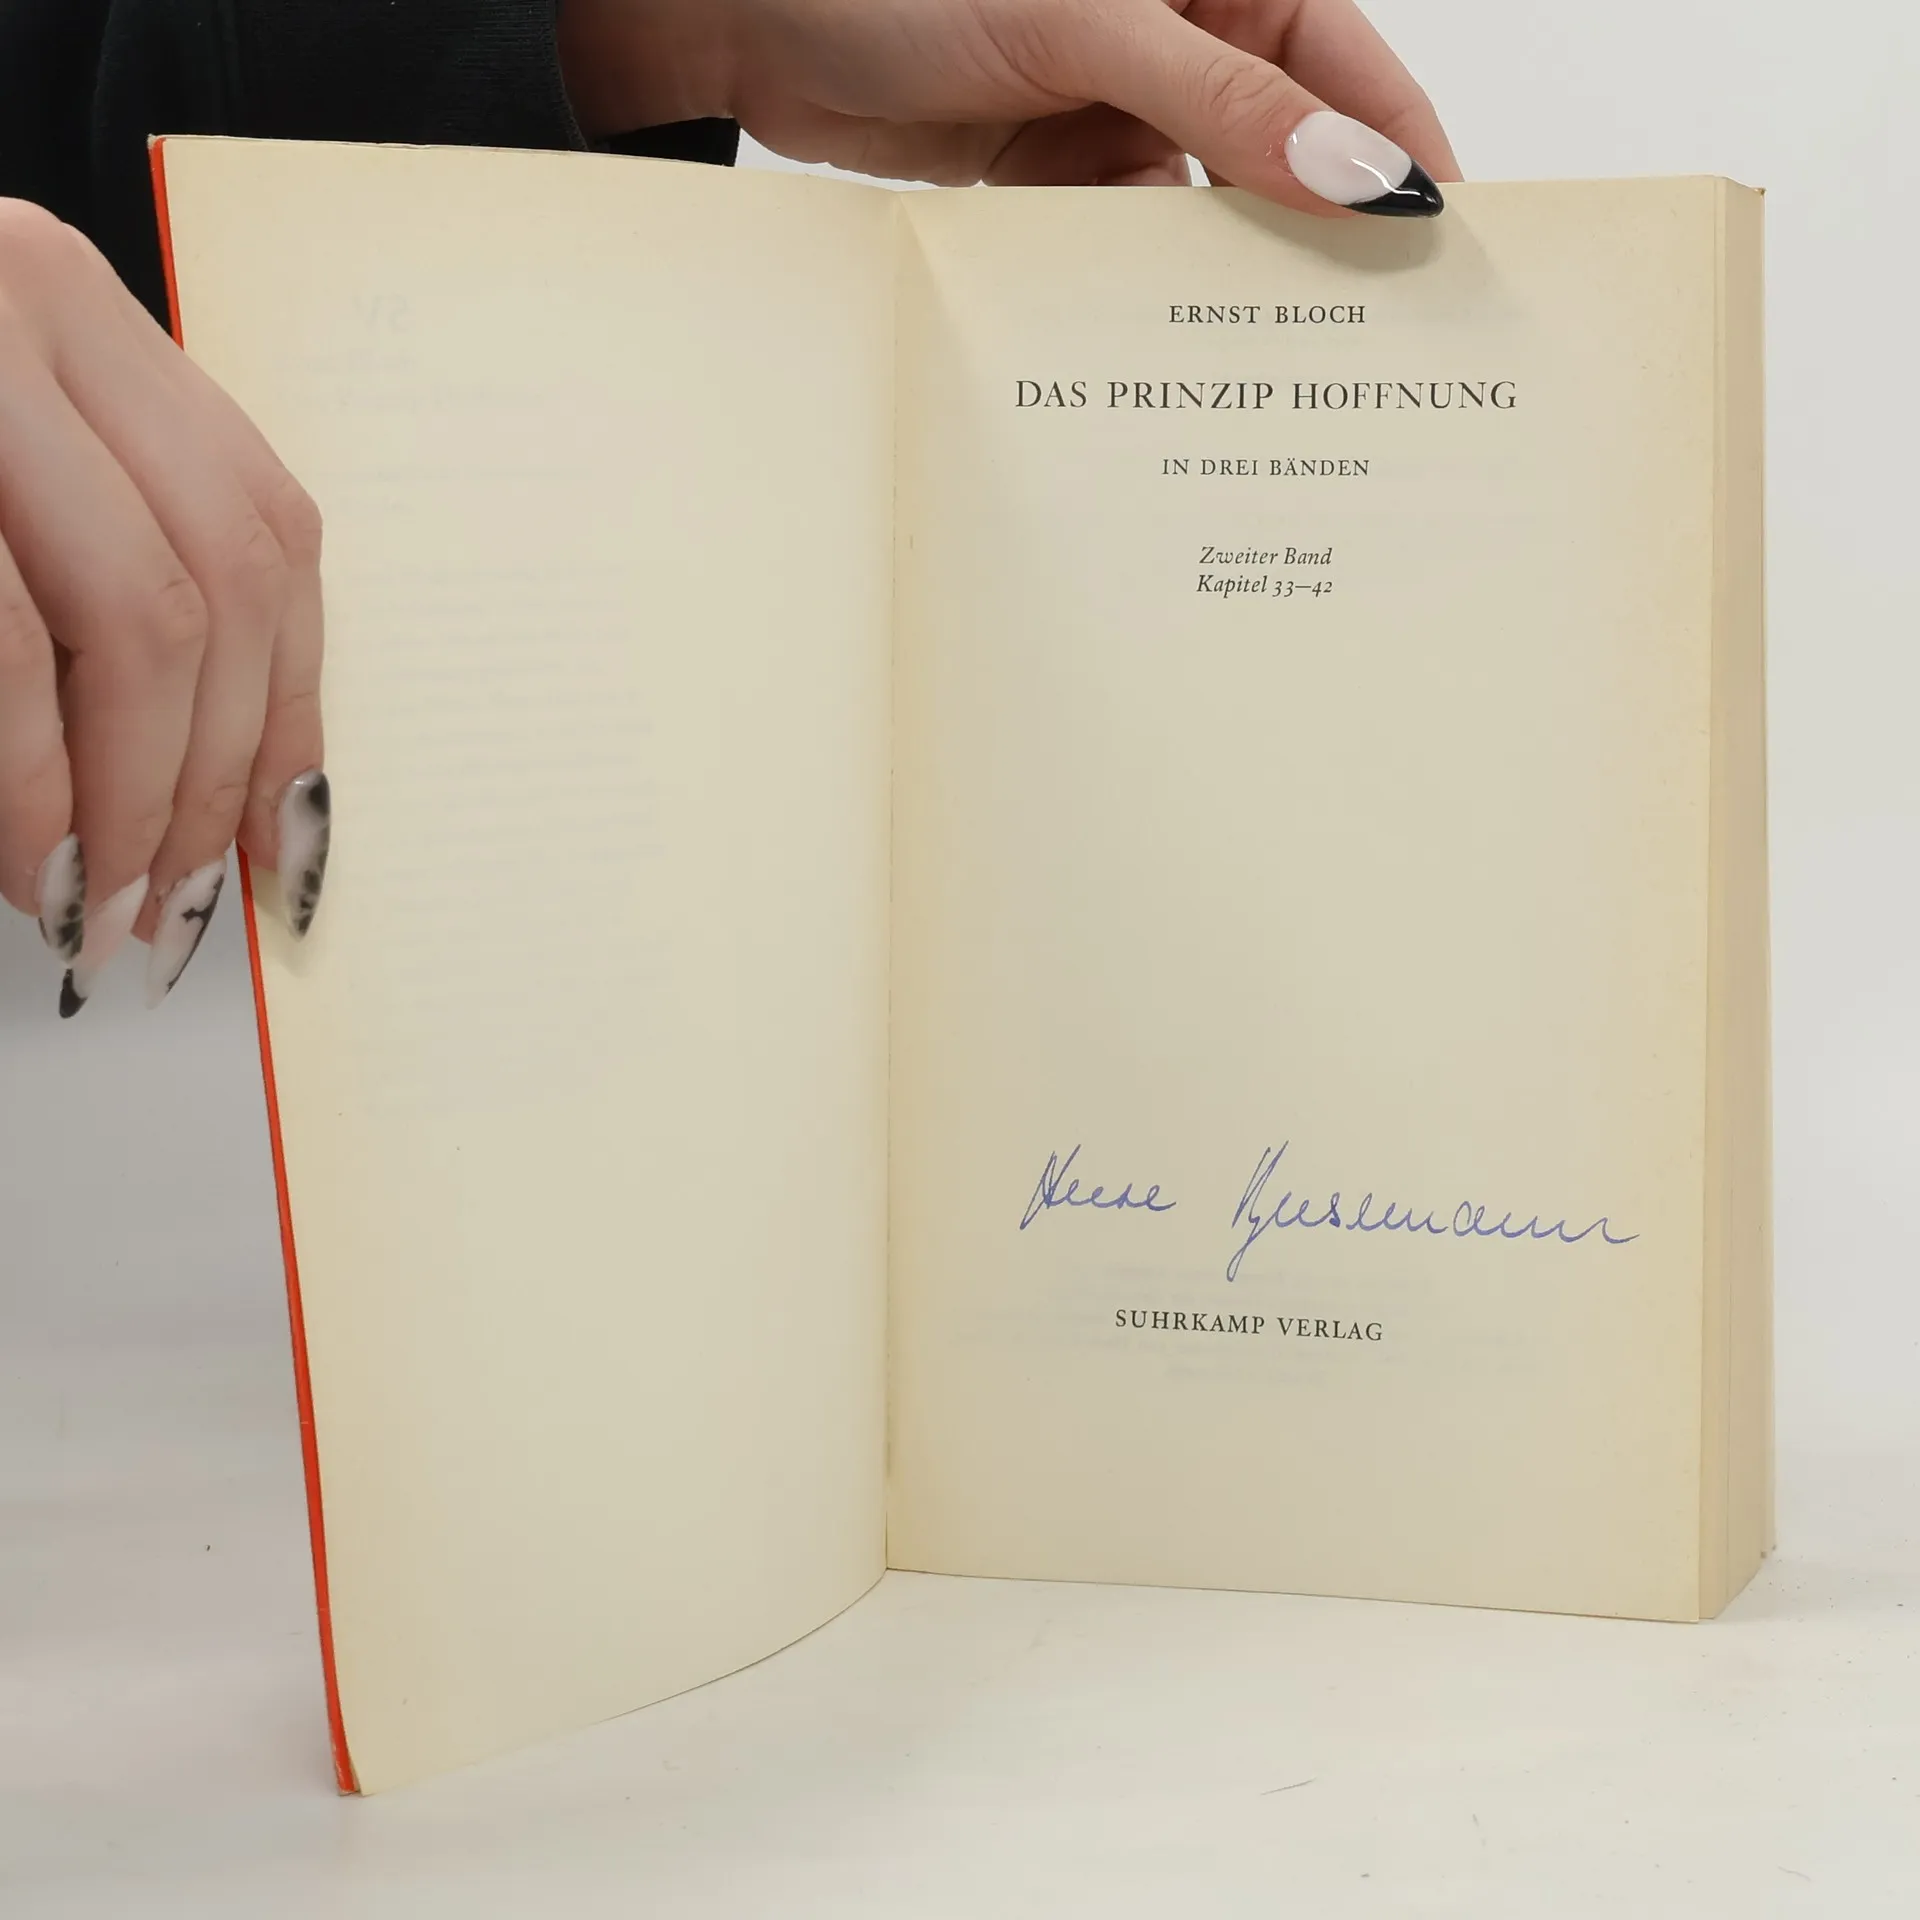 ERNST BLOCH
DAS PRINZIP HOFFNUNG
IN DREI BÄNDEN
Zweiter Band
Kapitel 33–42
SUHRKAMP VERLAG